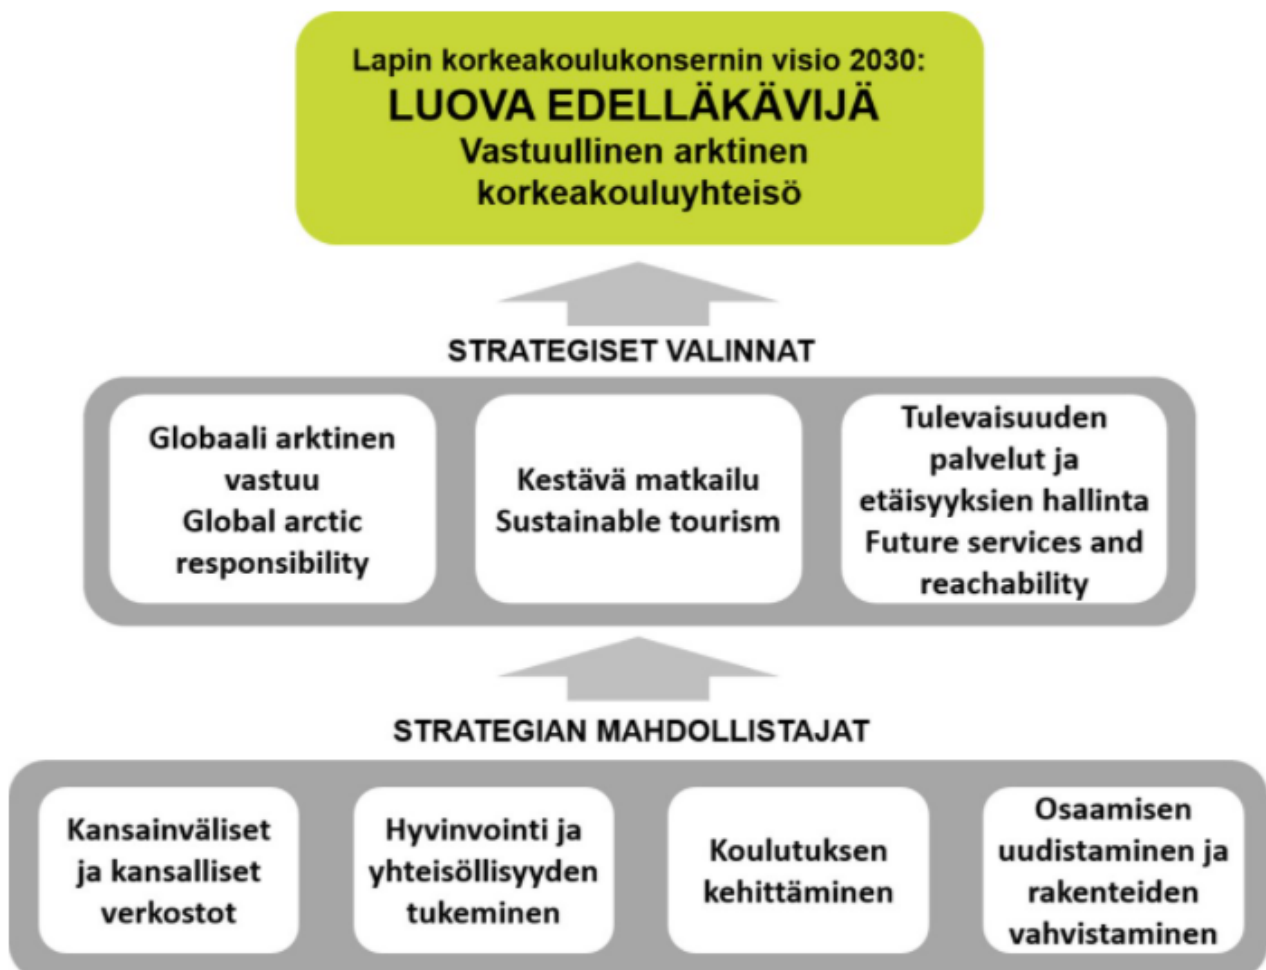 Lapin korkeakoulukonsernin visio 2030:
LUOVA EDELLÄKÄVIJÄ
Vastuullinen arktinen
korkeakouluyhteisö
STRATEGISET VALINNAT
Globaali arktinen
vastuu
Global arctic
responsibility
Kestävä matkailu
Sustainable tourism
Tulevaisuuden
palvelut ja
etäisyyksien hallinta
Future services and
reachability
STRATEGIAN MAHDOLLISTAJAT
Kansainväliset
ja kansalliset
verkostot
Hyvinvointi ja
yhteisöllisyyden
tukeminen
Koulutuksen
kehittäminen
Osaamisen
uudistaminen ja
rakenteiden
vahvistaminen